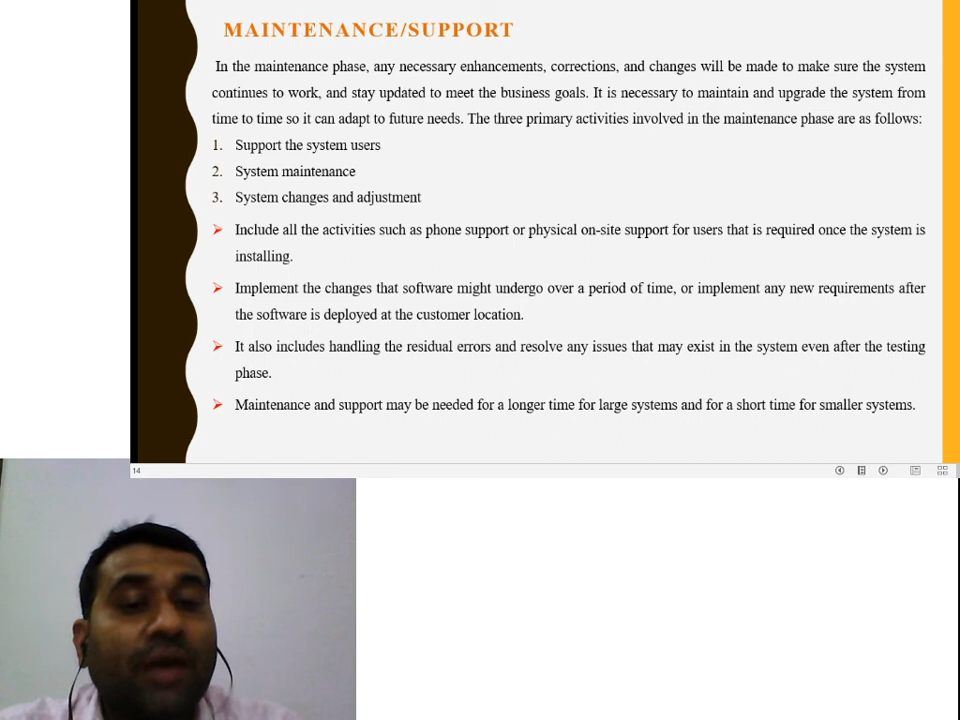 MAINTENANCE/SUPPORT
In the maintenance phase, any necessary enhancements, corrections, and changes will be made to make sure the system
continues to work, and stay updated to meet the business goals. It is necessary to maintain and upgrade the system from
time to time so it can adapt to future needs. The three primary activities involved in the maintenance phase are as follows:
1. Support the system users
2. System maintenance
3. System changes and adjustment
➢ Include all the activities such as phone support or physical on-site support for users that is required once the system is
installing.
➢ Implement the changes that software might undergo over a period of time, or implement any new requirements after
the software is deployed at the customer location.
➢ It also includes handling the residual errors and resolve any issues that may exist in the system even after the testing
phase.
➢ Maintenance and support may be needed for a longer time for large systems and for a short time for smaller systems.
14